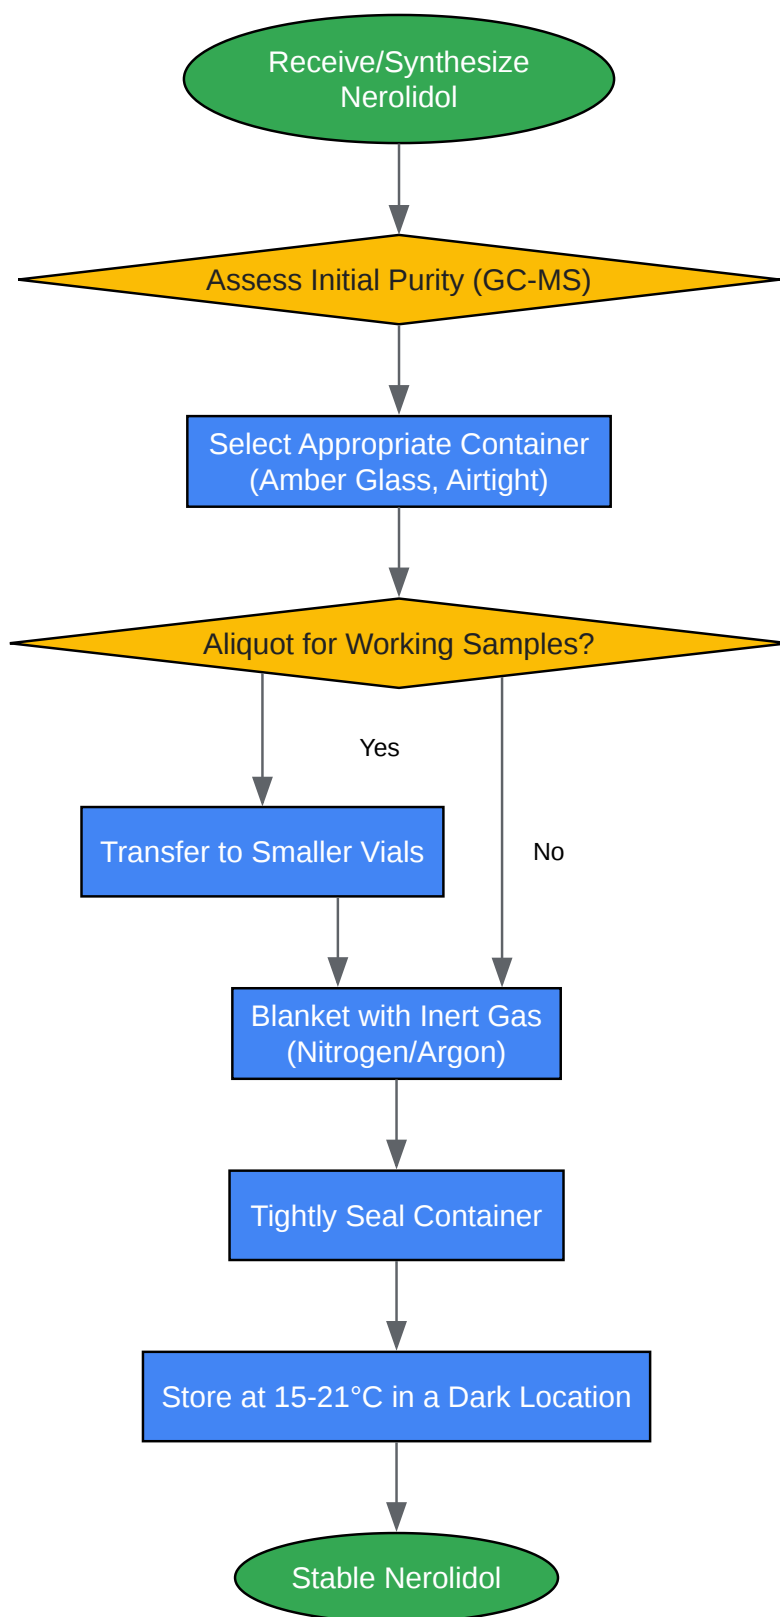 Receive/Synthesize
Nerolidol
Assess Initial Purity (GC-MS)
Select Appropriate Container
(Amber Glass, Airtight)
Aliquot for Working Samples?
Yes
Transfer to Smaller Vials
No
Blanket with Inert Gas
(Nitrogen/Argon)
Tightly Seal Container
Store at 15-21°C in a Dark Location
Stable Nerolidol